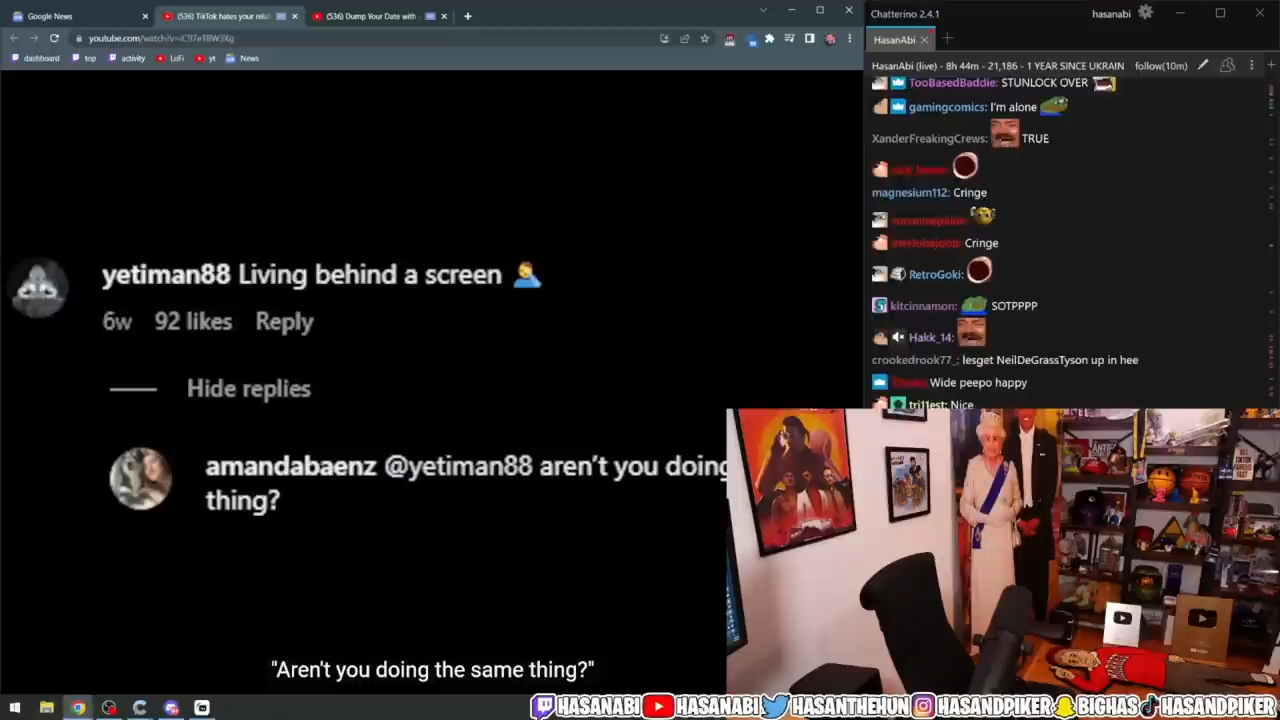 Google News
(536) TikTok hates your rela
(536) Dump Your Date with
youtube.com/watch?v=
dashboard
top
activity
LoFi
yt
News
yetiman88 Living behind a screen
6w 92 likes Reply
Hide replies
amandabaenz @yetiman88 aren't you doing
thing?
"Aren't you doing the same thing?"
Chatterino 2.4.1
hasanabi
HasanAbi
HasanAbi (live) - 8h 44m - 21,186 - 1 YEAR SINCE UKRAIN
follow(10m)
TooBasedBaddie: STUNLOCK OVER
gamingcomics: I'm alone
XanderFreakingCrews: TRUE
magnesium112: Cringe
Cringe
RetroGoki:
kitcinnamon: SOTPPPP
Hakk_14:
crookedrook77_: lesget NeilDeGrassTyson up in hee
Wide peepo happy
tri11est: Nice
HASANABI
HASANABI
HASANTHEHUN
HASANDPIKER
BIGHAS
HASANDPIKER